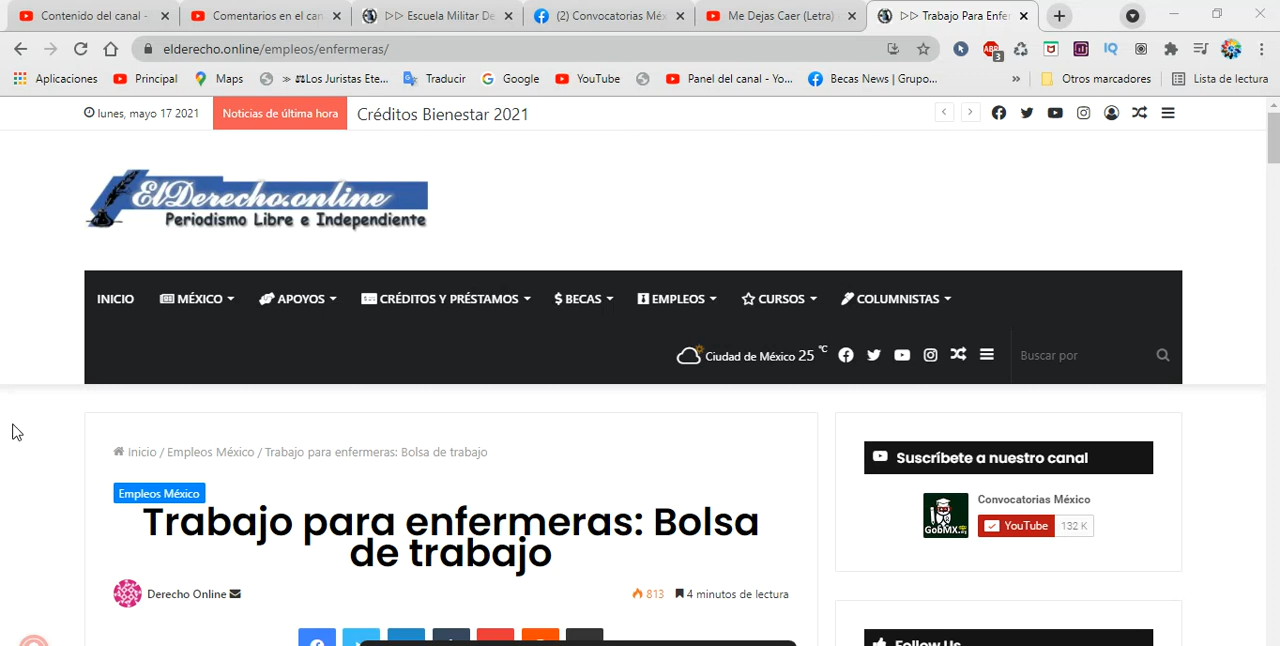 Contenido del canal -
Comentarios en el can
▷▷ Escuela Militar De
(2) Convocatorias Méx
Me Dejas Caer (Letra)
▷▷ Trabajo Para Enfer
elderecho.online/empleos/enfermeras/
ABP
3
IQ
Aplicaciones
Principal
Maps
» ⚖Los Juristas Ete...
Traducir
Google
YouTube
Panel del canal - Yo...
Becas News | Grupo...
»
Otros marcadores
Lista de lectura
lunes, mayo 17 2021
Noticias de última hora
Créditos Bienestar 2021
ElDerecho.online
Periodismo Libre e Independiente
INICIO
MÉXICO
APOYOS
CRÉDITOS Y PRÉSTAMOS
BECAS
EMPLEOS
CURSOS
COLUMNISTAS
Ciudad de México 25 °C
Buscar por
Inicio / Empleos México / Trabajo para enfermeras: Bolsa de trabajo
Empleos México
Trabajo para enfermeras: Bolsa
de trabajo
Derecho Online
813
4 minutos de lectura
Suscríbete a nuestro canal
GobMX
Convocatorias México
YouTube
132 K
Follow Us